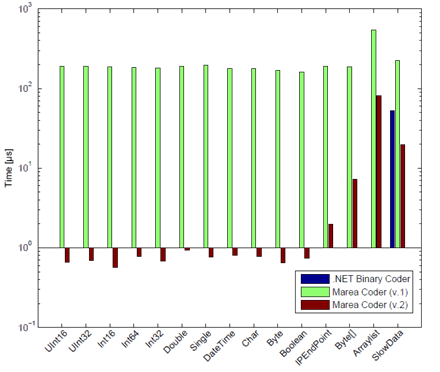 10³
10²
10¹
10⁰
10⁻¹
Time [µs]
.NET Binary Coder
Marea Coder (v.1)
Marea Coder (v.2)
UInt16
UInt32
Int16
Int64
Int32
Double
Single
DateTime
Char
Byte
Boolean
IPEndPoint
Byte[]
Arraylist
SlowData